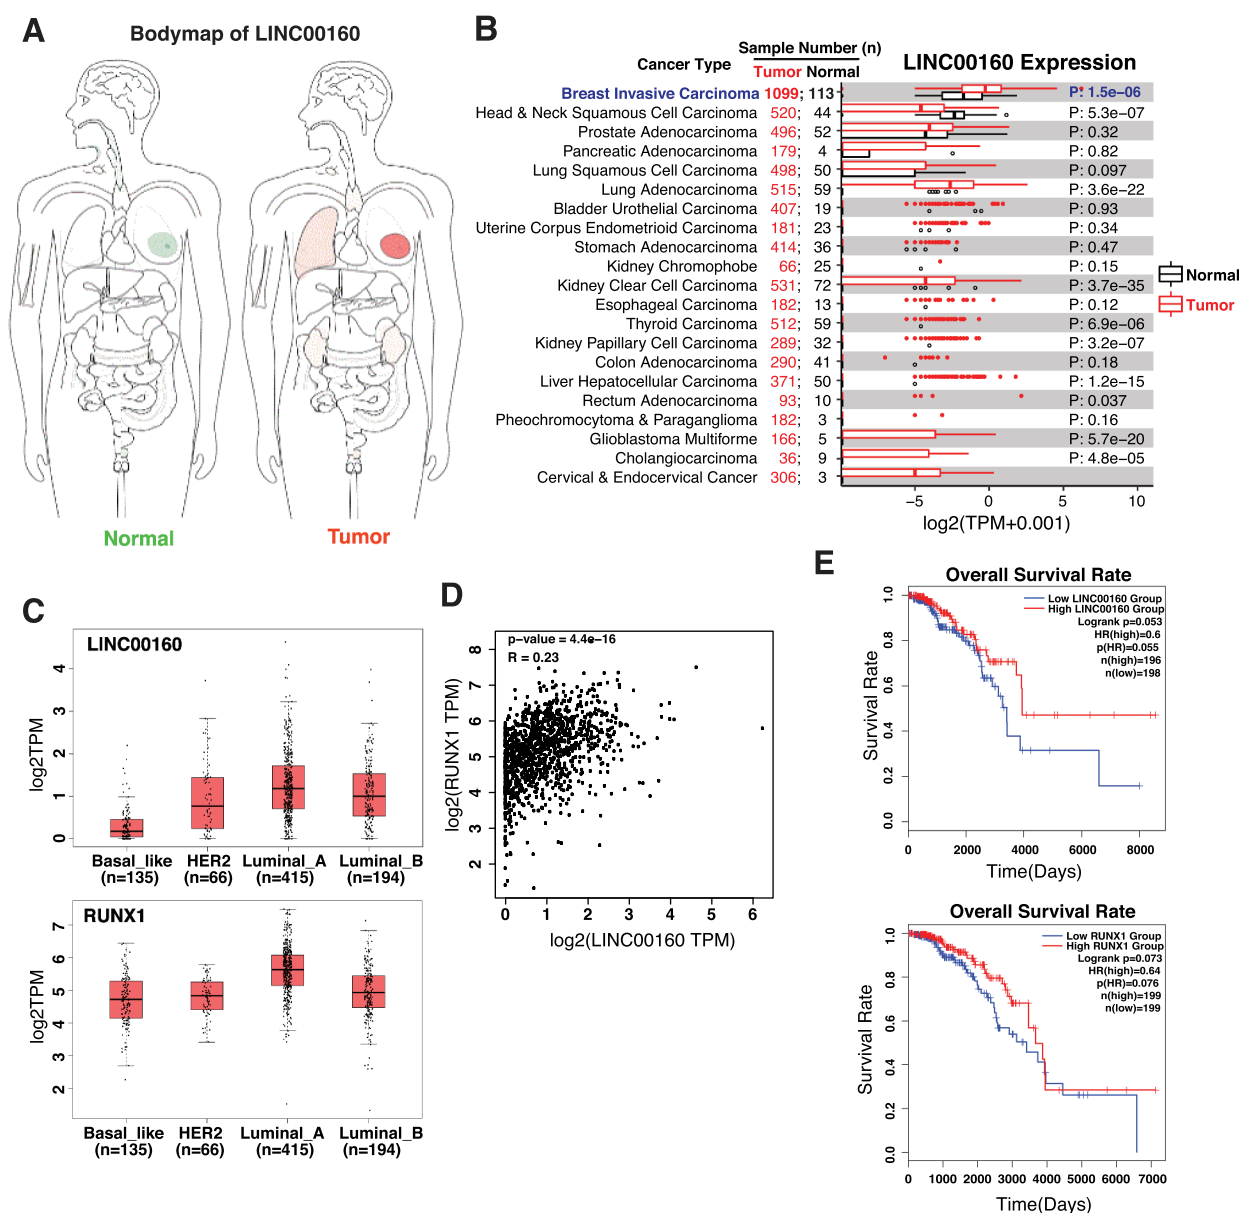 A
Bodymap of LINC00160
Normal
Tumor
B
Cancer Type
Sample Number (n)
Tumor Normal
LINC00160 Expression
Breast Invasive Carcinoma 1099; 113 P: 1.5e−06
Head & Neck Squamous Cell Carcinoma 520; 44 P: 5.3e−07
Prostate Adenocarcinoma 496; 52 P: 0.32
Pancreatic Adenocarcinoma 179; 4 P: 0.82
Lung Squamous Cell Carcinoma 498; 50 P: 0.097
Lung Adenocarcinoma 515; 59 P: 3.6e−22
Bladder Urothelial Carcinoma 407; 19 P: 0.93
Uterine Corpus Endometrioid Carcinoma 181; 23 P: 0.34
Stomach Adenocarcinoma 414; 36 P: 0.47
Kidney Chromophobe 66; 25 P: 0.15
Kidney Clear Cell Carcinoma 531; 72 P: 3.7e−35
Esophageal Carcinoma 182; 13 P: 0.12
Thyroid Carcinoma 512; 59 P: 6.9e−06
Kidney Papillary Cell Carcinoma 289; 32 P: 3.2e−07
Colon Adenocarcinoma 290; 41 P: 0.18
Liver Hepatocellular Carcinoma 371; 50 P: 1.2e−15
Rectum Adenocarcinoma 93; 10 P: 0.037
Pheochromocytoma & Paraganglioma 182; 3 P: 0.16
Glioblastoma Multiforme 166; 5 P: 5.7e−20
Cholangiocarcinoma 36; 9 P: 4.8e−05
Cervical & Endocervical Cancer 306; 3
−5 0 5 10
log2(TPM+0.001)
Normal
Tumor
C
LINC00160
log2TPM
4
3
2
1
0
Basal_like HER2 Luminal_A Luminal_B
(n=135) (n=66) (n=415) (n=194)
RUNX1
log2TPM
7
6
5
4
3
2
Basal_like HER2 Luminal_A Luminal_B
(n=135) (n=66) (n=415) (n=194)
D
p−value = 4.4e−16
R = 0.23
log2(RUNX1 TPM)
8
7
6
5
4
3
2
0 1 2 3 4 5 6
log2(LINC00160 TPM)
E
Overall Survival Rate
Low LINC00160 Group
High LINC00160 Group
Logrank p=0.053
HR(high)=0.6
p(HR)=0.055
n(high)=196
n(low)=198
Survival Rate
1.0
0.8
0.6
0.4
0.2
0.0
0 2000 4000 6000 8000
Time(Days)
Overall Survival Rate
Low RUNX1 Group
High RUNX1 Group
Logrank p=0.073
HR(high)=0.64
p(HR)=0.076
n(high)=199
n(low)=199
Survival Rate
1.0
0.8
0.6
0.4
0.2
0.0
0 1000 2000 3000 4000 5000 6000 7000
Time(Days)